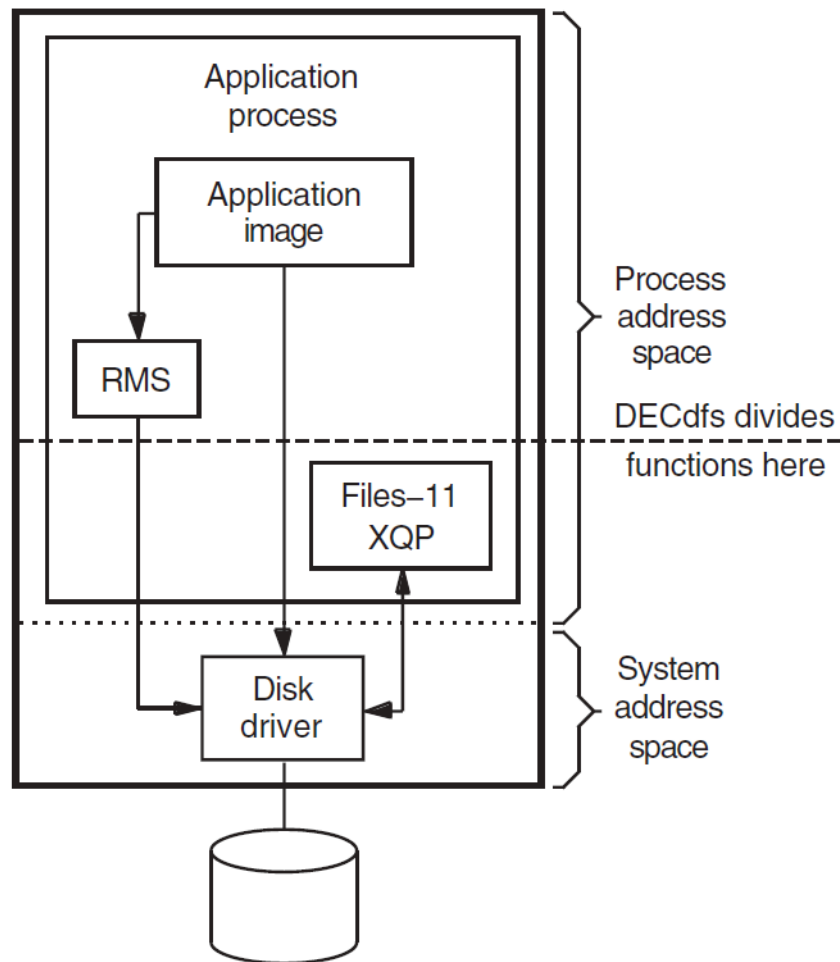 Application
process
Application
image
RMS
Process
address
space
DECdfs divides
functions here
Files–11
XQP
Disk
driver
System
address
space